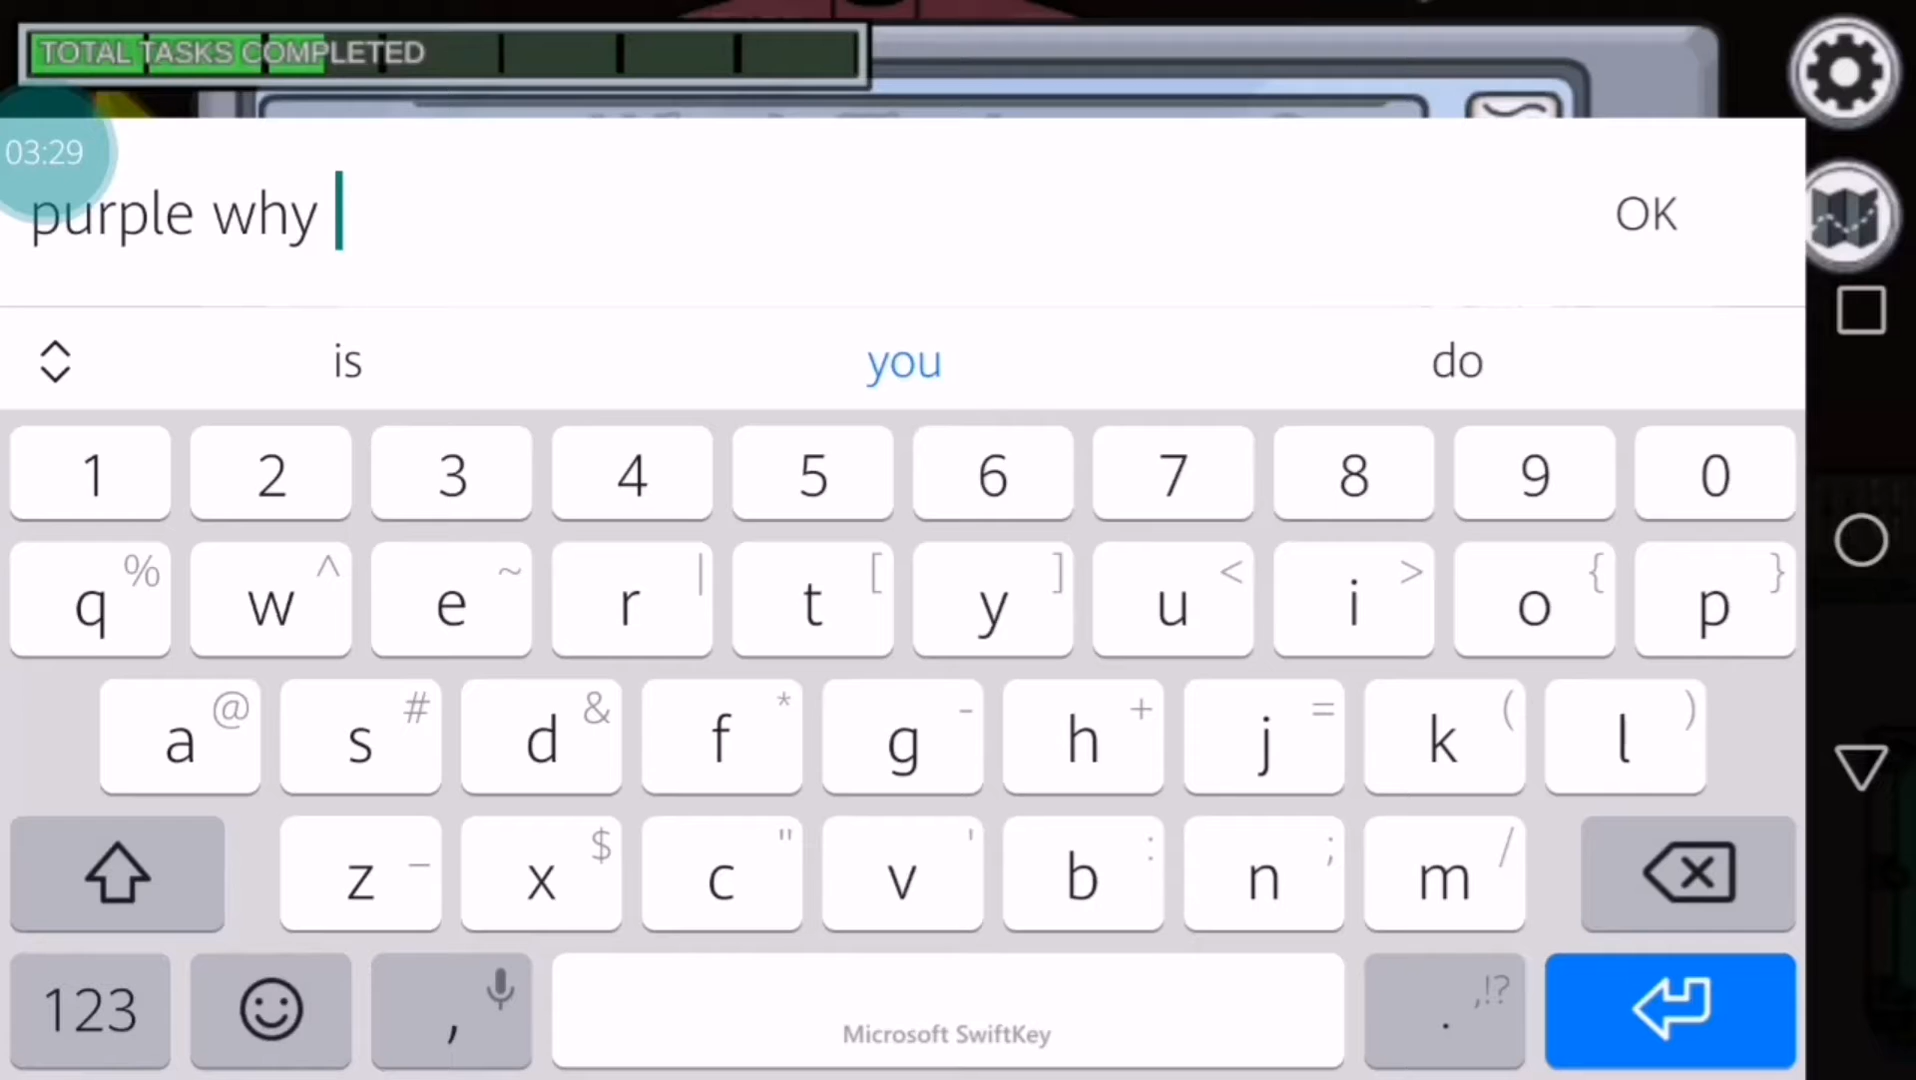 TOTAL TASKS COMPLETED
03:29
purple why
OK
is you do
1 2 3 4 5 6 7 8 9 0
q % w ^ e ~ r | t [ y ] u < i > o { p }
a @ s # d & f * g - h + j = k ( l )
z _ x $ c " v ' b : n ; m /
123 , Microsoft SwiftKey . ,!?